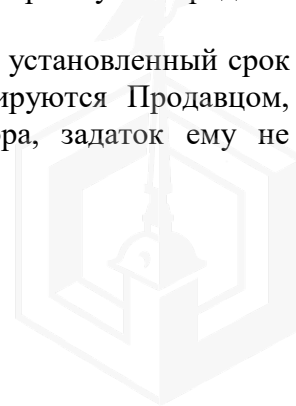 установленный срок
ируются Продавцом,
ра, задаток ему не